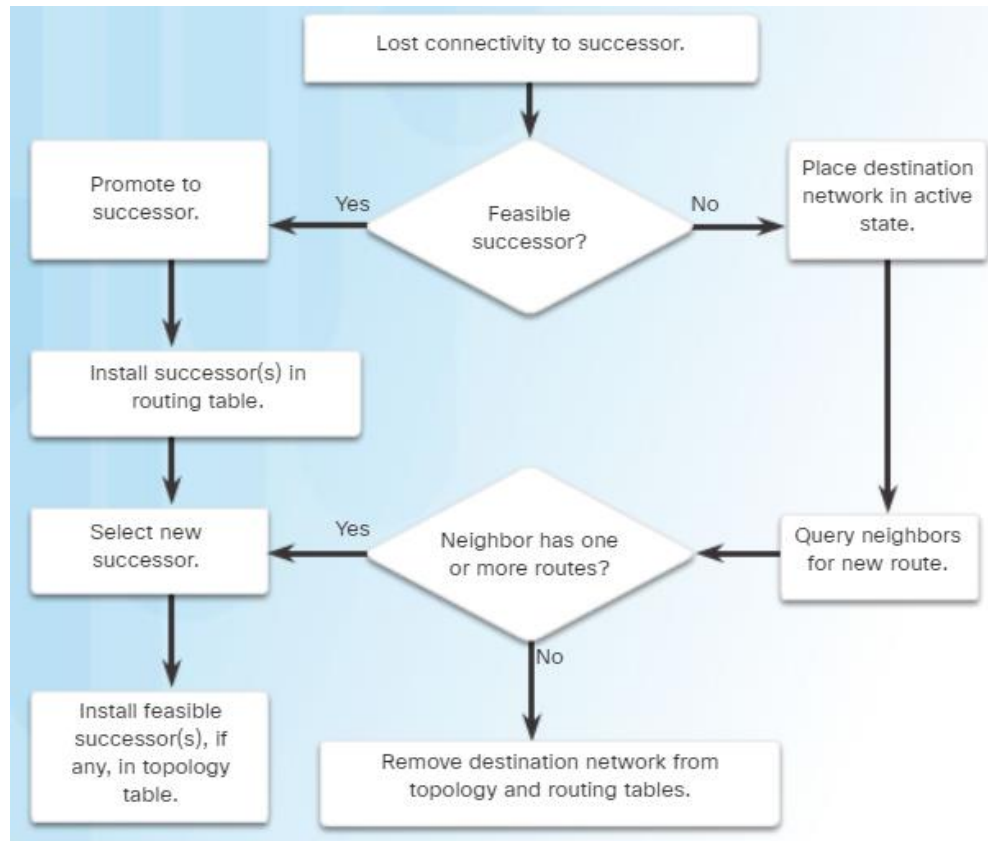 Lost connectivity to successor.
Promote to
successor.
Yes
Feasible
successor?
No
Place destination
network in active
state.
Install successor(s) in
routing table.
Select new
successor.
Yes
Neighbor has one
or more routes?
Query neighbors
for new route.
No
Install feasible
successor(s), if
any, in topology
table.
Remove destination network from
topology and routing tables.